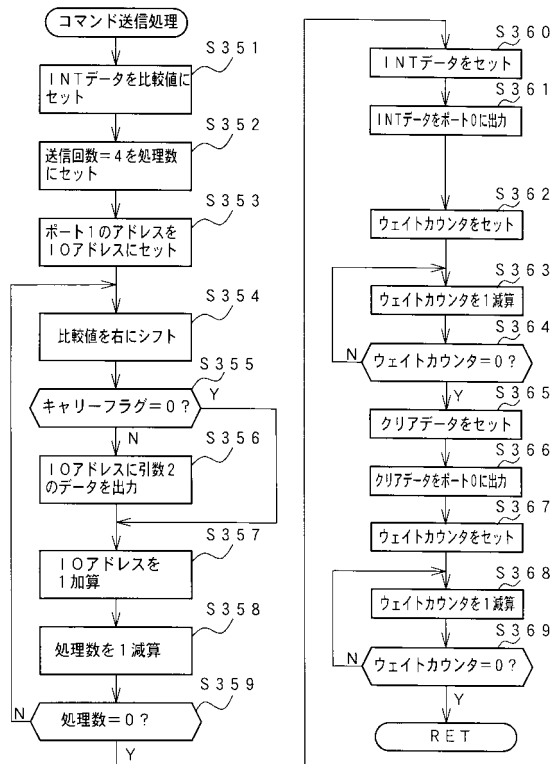 コマンド送信処理
S351
INTデータを比較値に
セット
S352
送信回数=4を処理数
にセット
S353
ポート1のアドレスを
IOアドレスにセット
S354
比較値を右にシフト
S355
キャリーフラグ=0?
Y
N
S356
IOアドレスに引数2
のデータを出力
S357
IOアドレスを
1加算
S358
処理数を1減算
S359
N
処理数=0?
Y
S360
INTデータをセット
S361
INTデータをポート0に出力
S362
ウェイトカウンタをセット
S363
ウェイトカウンタを1減算
S364
N
ウェイトカウンタ=0?
Y
S365
クリアデータをセット
S366
クリアデータをポート0に出力
S367
ウェイトカウンタをセット
S368
ウェイトカウンタを1減算
S369
N
ウェイトカウンタ=0?
Y
RET